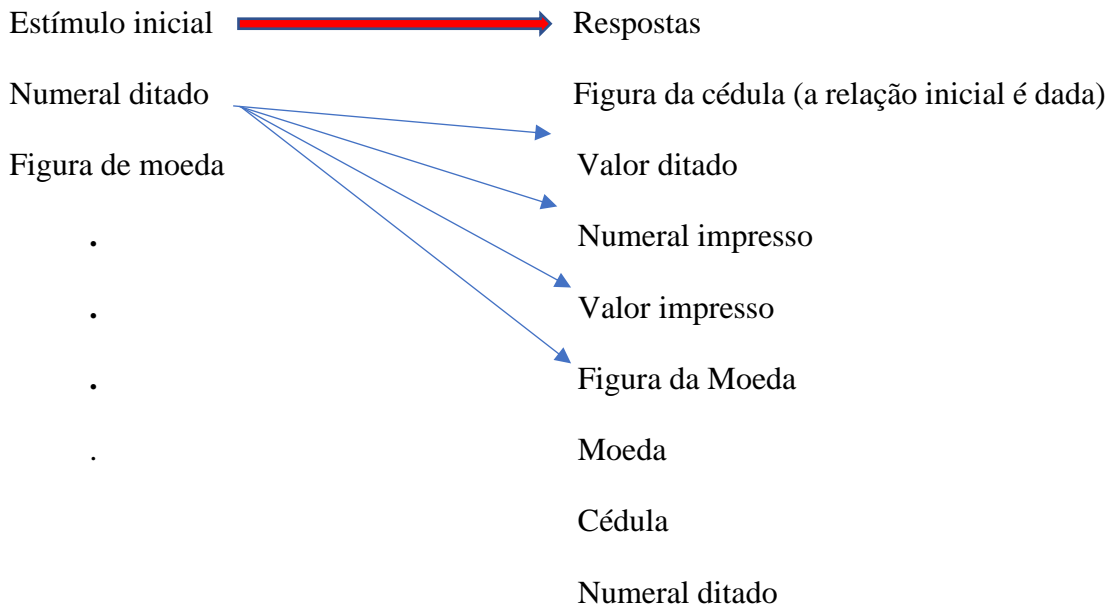 Estímulo inicial Respostas
Numeral ditado Figura da cédula (a relação inicial é dada)
Figura de moeda Valor ditado
. Numeral impresso
. Valor impresso
. Figura da Moeda
. Moeda
Cédula
Numeral ditado